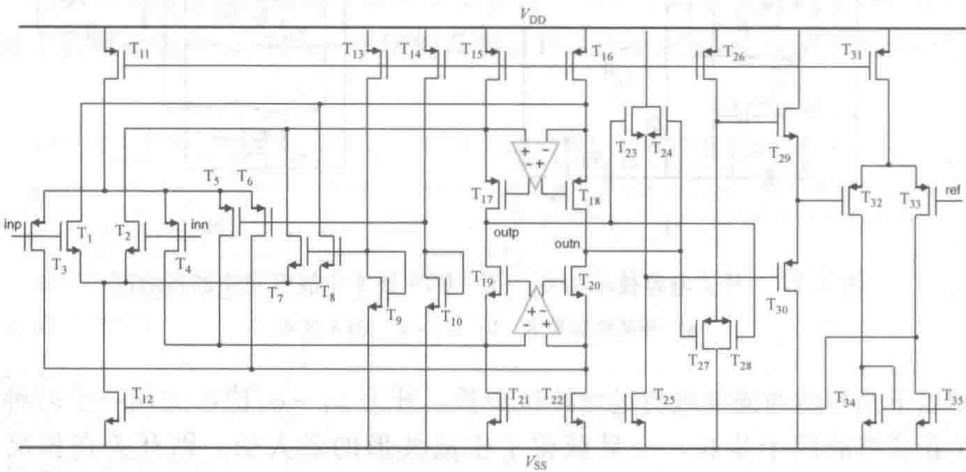 VDD
T11
T13
T14
T15
T16
T26
T31
T23
T24
T29
T5
T6
T17
T18
T32
T33
ref
inp
T1
T2
inn
outp
outn
T3
T4
T7
T8
T9
T10
T19
T20
T30
T27
T28
T12
T21
T22
T25
T34
T35
VSS
+ -
- +
+ -
- +